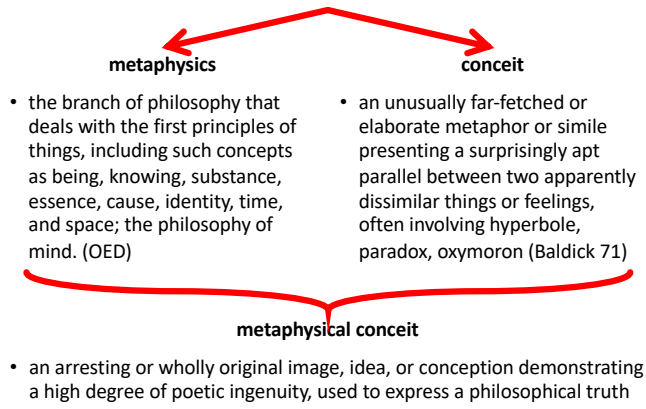 metaphysics
• the branch of philosophy that
deals with the first principles of
things, including such concepts
as being, knowing, substance,
essence, cause, identity, time,
and space; the philosophy of
mind. (OED)
conceit
• an unusually far-fetched or
elaborate metaphor or simile
presenting a surprisingly apt
parallel between two apparently
dissimilar things or feelings,
often involving hyperbole,
paradox, oxymoron (Baldick 71)
metaphysical conceit
• an arresting or wholly original image, idea, or conception demonstrating
a high degree of poetic ingenuity, used to express a philosophical truth